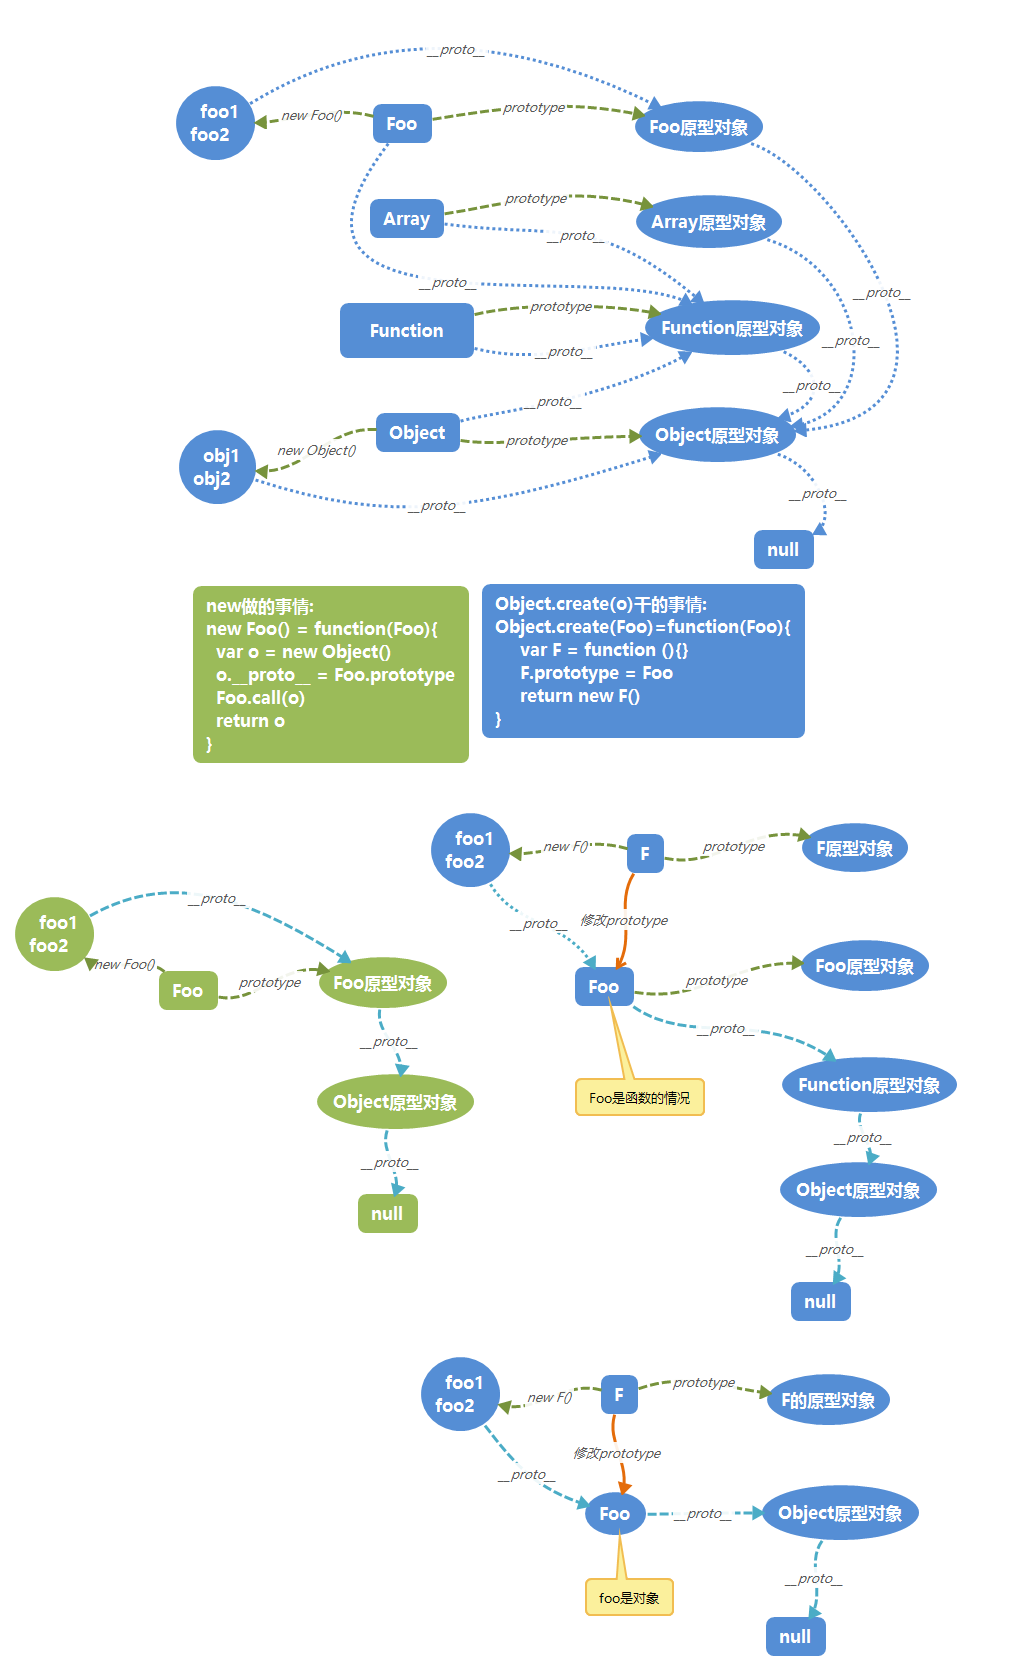 __proto__
foo1
foo2
new Foo()
Foo
prototype
Foo原型对象
Array
prototype
Array原型对象
__proto__
__proto__
__proto__
Function
prototype
Function原型对象
__proto__
__proto__
__proto__
__proto__
Object
prototype
Object原型对象
new Object()
obj1
obj2
__proto__
__proto__
null
new做的事情:
new Foo() = function(Foo){
var o = new Object()
o.__proto__ = Foo.prototype
Foo.call(o)
return o
}
Object.create(o)干的事情:
Object.create(Foo)=function(Foo){
var F = function (){}
F.prototype = Foo
return new F()
}
__proto__
foo1
foo2
new Foo()
Foo
prototype
Foo原型对象
__proto__
Object原型对象
__proto__
null
foo1
foo2
new F()
F
prototype
F原型对象
__proto__
修改prototype
Foo
prototype
Foo原型对象
__proto__
Foo是函数的情况
Function原型对象
__proto__
Object原型对象
__proto__
null
foo1
foo2
new F()
F
prototype
F的原型对象
修改prototype
__proto__
Foo
__proto__
Object原型对象
foo是对象
__proto__
null